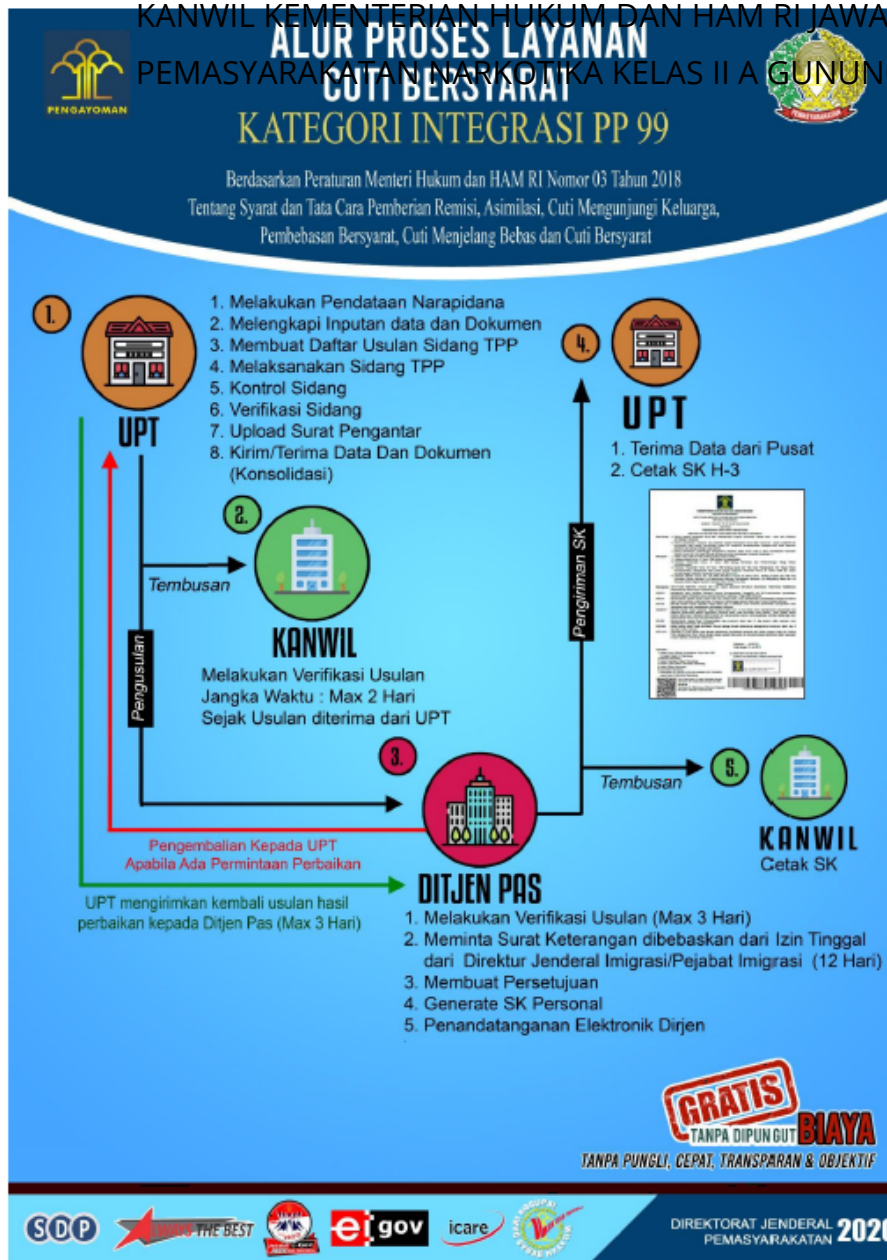 KANWIL KEMENTERIAN HUKUM DAN HAM RI JAWA
PEMASYARAKATAN NARKOTIKA KELAS II A GUNUN
ALUR PROSES LAYANAN
CUTI BERSYARAT
KATEGORI INTEGRASI PP 99
PENGAYOMAN
PEMASYARAKATAN
Berdasarkan Peraturan Menteri Hukum dan HAM RI Nomor 03 Tahun 2018
Tentang Syarat dan Tata Cara Pemberian Remisi, Asimilasi, Cuti Mengunjungi Keluarga,
Pembebasan Bersyarat, Cuti Menjelang Bebas dan Cuti Bersyarat
1.
UPT
1. Melakukan Pendataan Narapidana
2. Melengkapi Inputan data dan Dokumen
3. Membuat Daftar Usulan Sidang TPP
4. Melaksanakan Sidang TPP
5. Kontrol Sidang
6. Verifikasi Sidang
7. Upload Surat Pengantar
8. Kirim/Terima Data Dan Dokumen
(Konsolidasi)
Pengusulan
Tembusan
2.
KANWIL
Melakukan Verifikasi Usulan
Jangka Waktu : Max 2 Hari
Sejak Usulan diterima dari UPT
3.
DITJEN PAS
1. Melakukan Verifikasi Usulan (Max 3 Hari)
2. Meminta Surat Keterangan dibebaskan dari Izin Tinggal
dari Direktur Jenderal Imigrasi/Pejabat Imigrasi (12 Hari)
3. Membuat Persetujuan
4. Generate SK Personal
5. Penandatanganan Elektronik Dirjen
Pengembalian Kepada UPT
Apabila Ada Permintaan Perbaikan
UPT mengirimkan kembali usulan hasil
perbaikan kepada Ditjen Pas (Max 3 Hari)
Pengiriman SK
4.
UPT
1. Terima Data dari Pusat
2. Cetak SK H-3
Tembusan
5.
KANWIL
Cetak SK
GRATIS
TANPA DIPUNGUT BIAYA
TANPA PUNGLI, CEPAT, TRANSPARAN & OBJEKTIF
SDP
ALWAYS THE BEST
e gov
icare
DIREKTORAT JENDERAL
PEMASYARAKATAN 2020